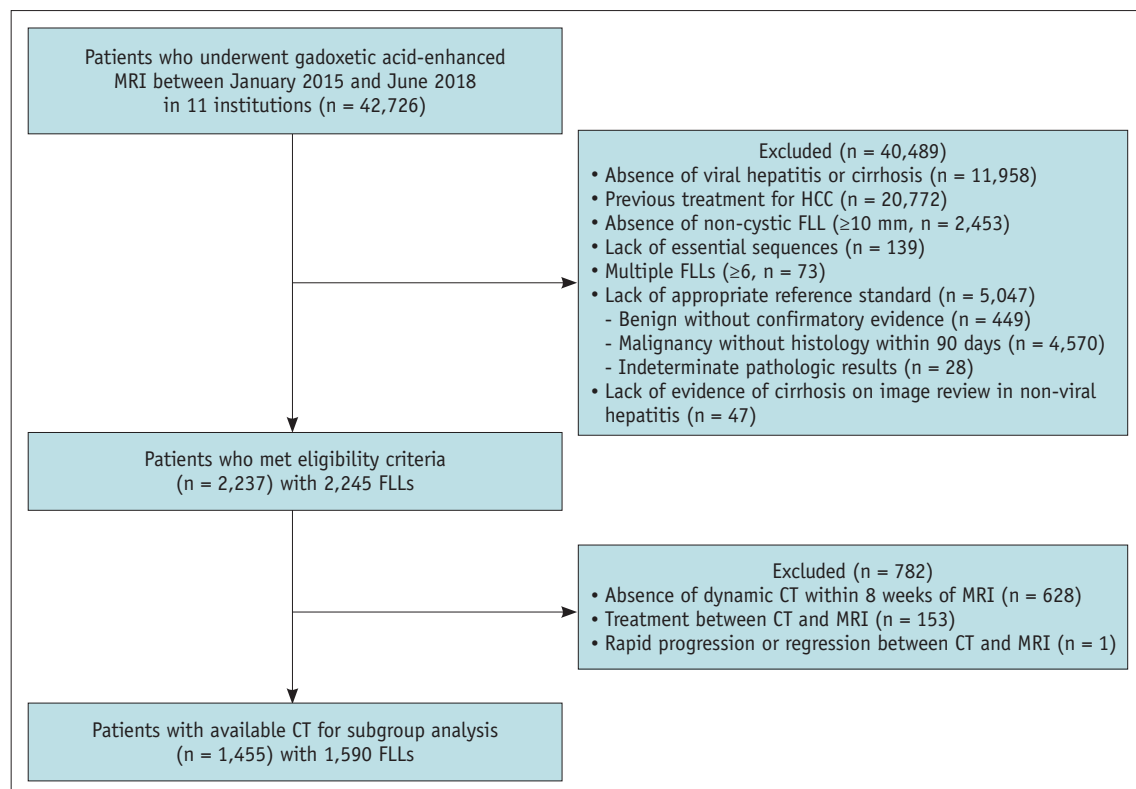 Patients who underwent gadoxetic acid-enhanced
MRI between January 2015 and June 2018
in 11 institutions (n = 42,726)
Excluded (n = 40,489)
• Absence of viral hepatitis or cirrhosis (n = 11,958)
• Previous treatment for HCC (n = 20,772)
• Absence of non-cystic FLL (≥10 mm, n = 2,453)
• Lack of essential sequences (n = 139)
• Multiple FLLs (≥6, n = 73)
• Lack of appropriate reference standard (n = 5,047)
- Benign without confirmatory evidence (n = 449)
- Malignancy without histology within 90 days (n = 4,570)
- Indeterminate pathologic results (n = 28)
• Lack of evidence of cirrhosis on image review in non-viral
hepatitis (n = 47)
Patients who met eligibility criteria
(n = 2,237) with 2,245 FLLs
Excluded (n = 782)
• Absence of dynamic CT within 8 weeks of MRI (n = 628)
• Treatment between CT and MRI (n = 153)
• Rapid progression or regression between CT and MRI (n = 1)
Patients with available CT for subgroup analysis
(n = 1,455) with 1,590 FLLs